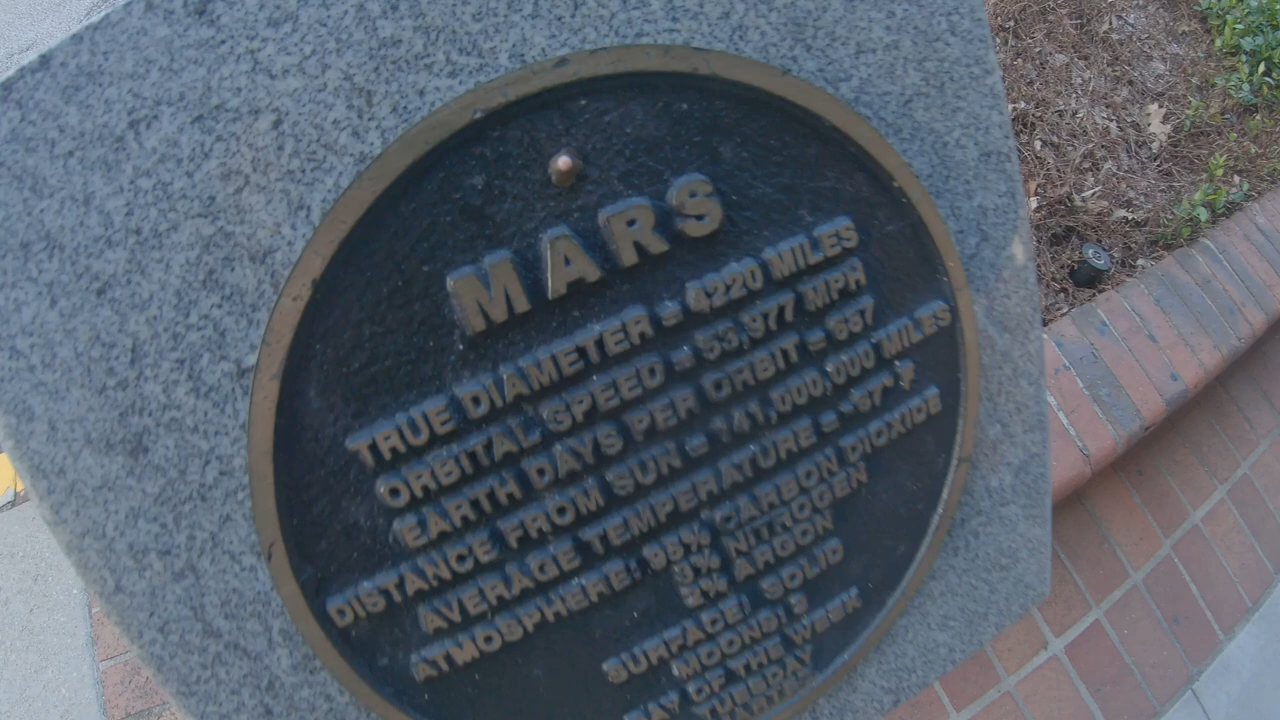 MARS
TRUE DIAMETER = 4220 MILES
ORBITAL SPEED = 53,977 MPH
EARTH DAYS PER ORBIT = 687
DISTANCE FROM SUN = 141,000,000 MILES
AVERAGE TEMPERATURE = -67° F
ATMOSPHERE: 95% CARBON DIOXIDE
3% NITROGEN
2% ARGON
SURFACE: SOLID
MOONS:
DAY OF THE WEEK
TUESDAY